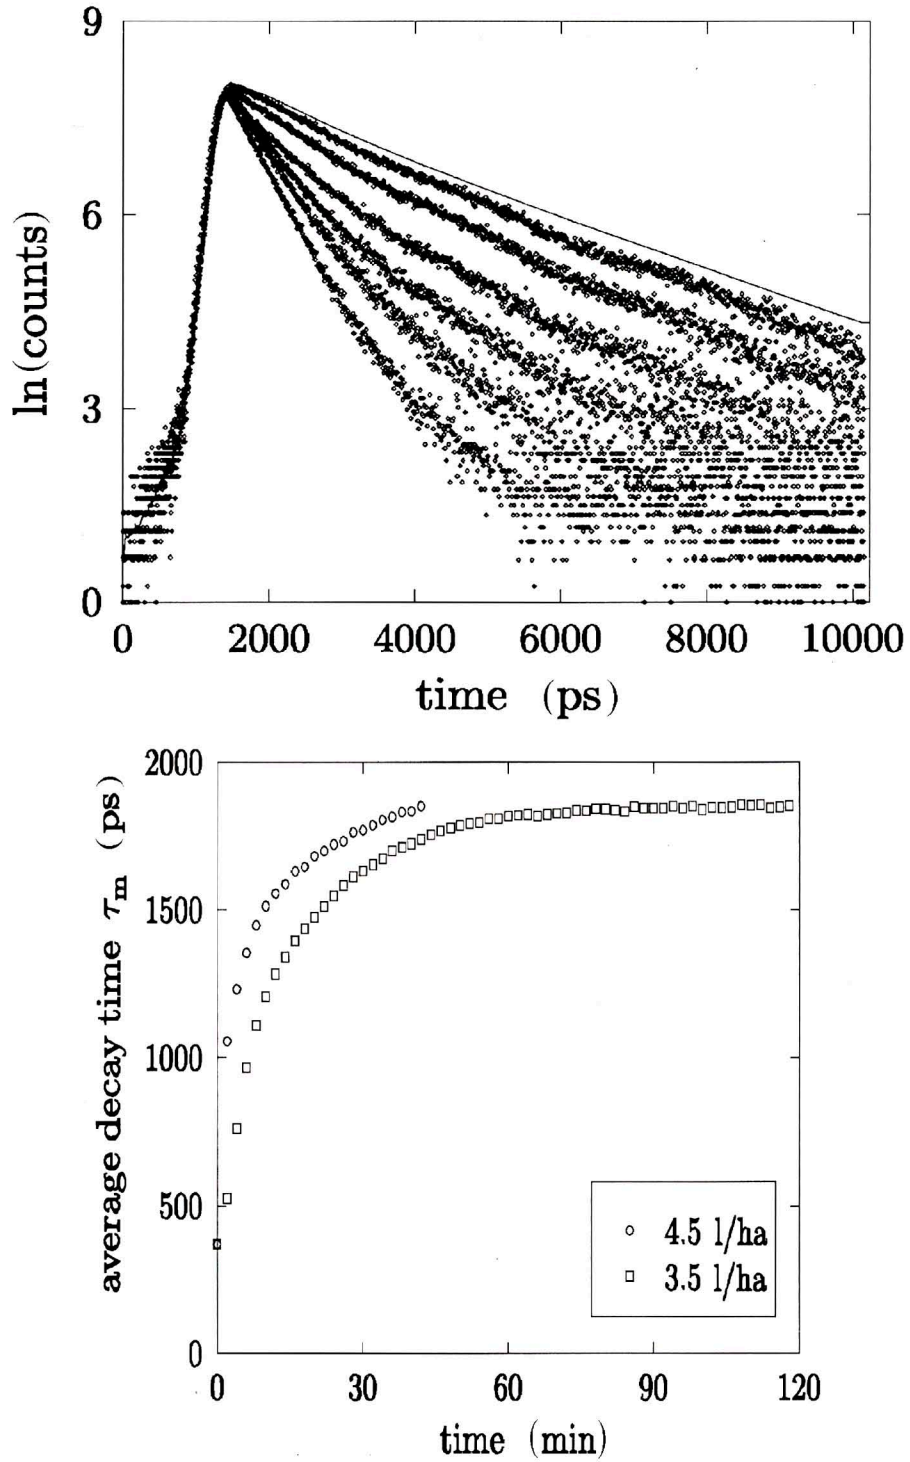 9
6
3
0
ln(counts)
0 2000 4000 6000 8000 10000
time (ps)
2000
1500
1000
500
0
average decay time τm (ps)
4.5 l/ha
3.5 l/ha
0 30 60 90 120
time (min)